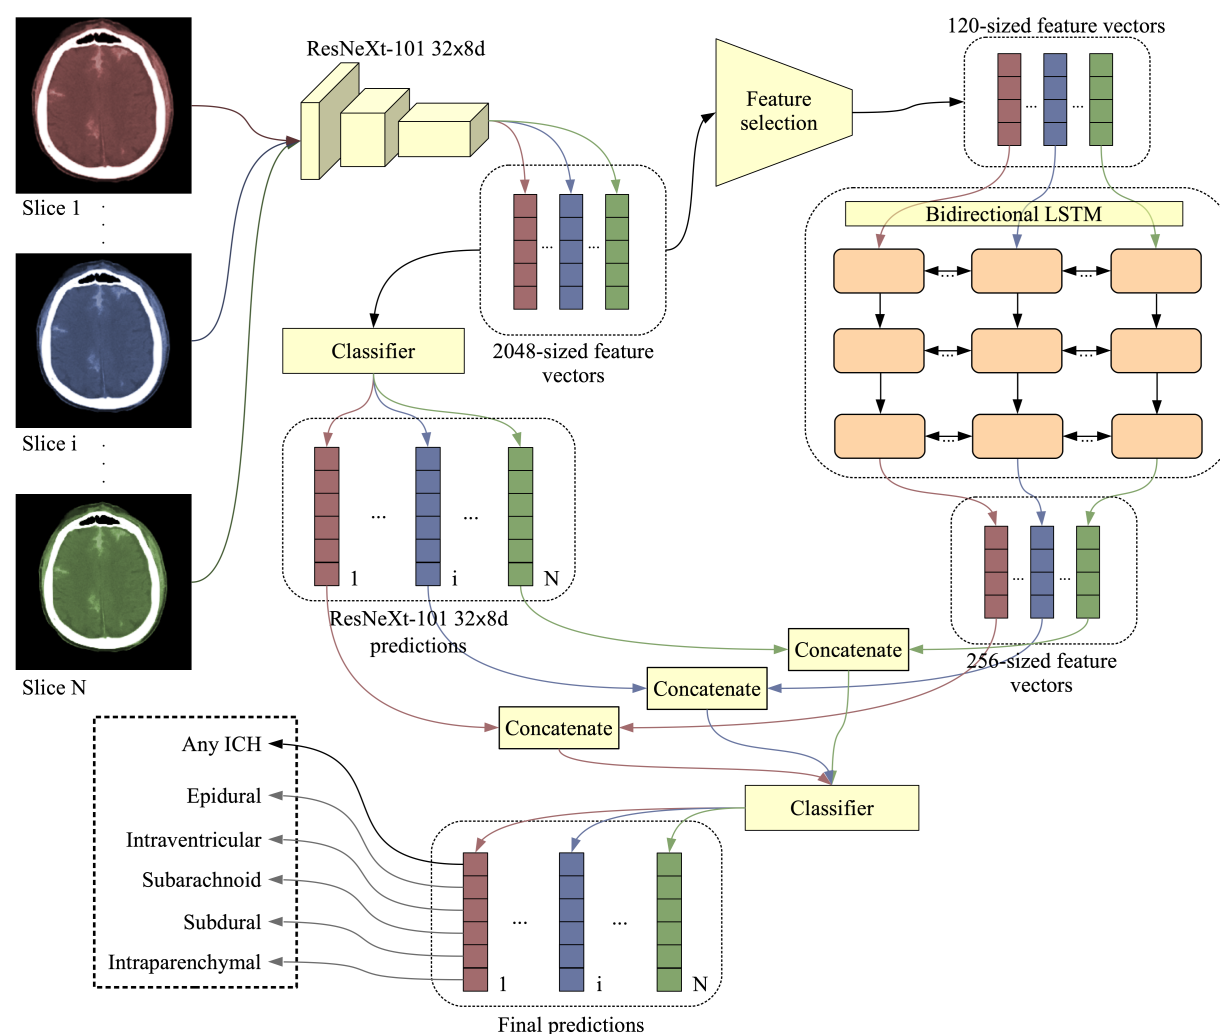 ResNeXt-101 32x8d
120-sized feature vectors
Feature
selection
...
...
Slice 1
Bidirectional LSTM
...
...
...
...
2048-sized feature
vectors
Classifier
...
...
Slice i
...
...
...
...
1
i
N
...
...
ResNeXt-101 32x8d
predictions
Concatenate
256-sized feature
vectors
Slice N
Concatenate
Concatenate
Any ICH
Epidural
Intraventricular
Subarachnoid
Subdural
Intraparenchymal
Classifier
...
...
1
i
N
Final predictions